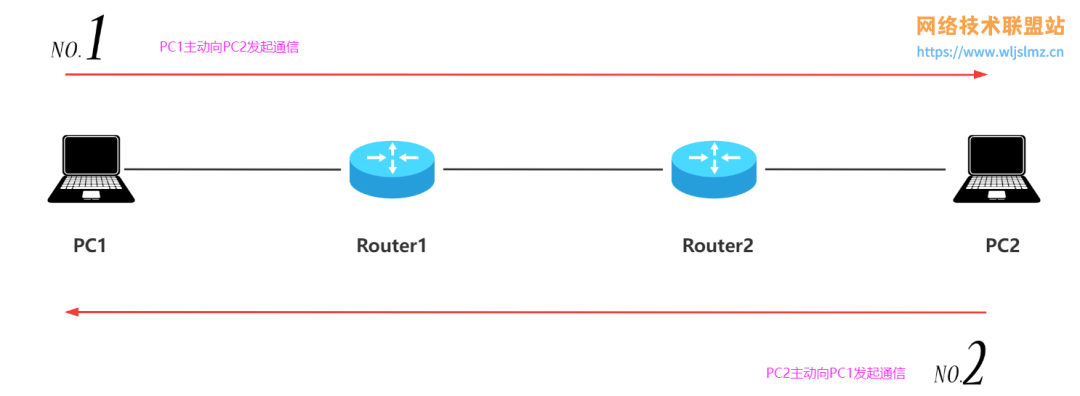 NO.1
PC1主动向PC2发起通信
网络技术联盟站
https://www.wljslmz.cn
PC1
Router1
Router2
PC2
PC2主动向PC1发起通信
NO.2